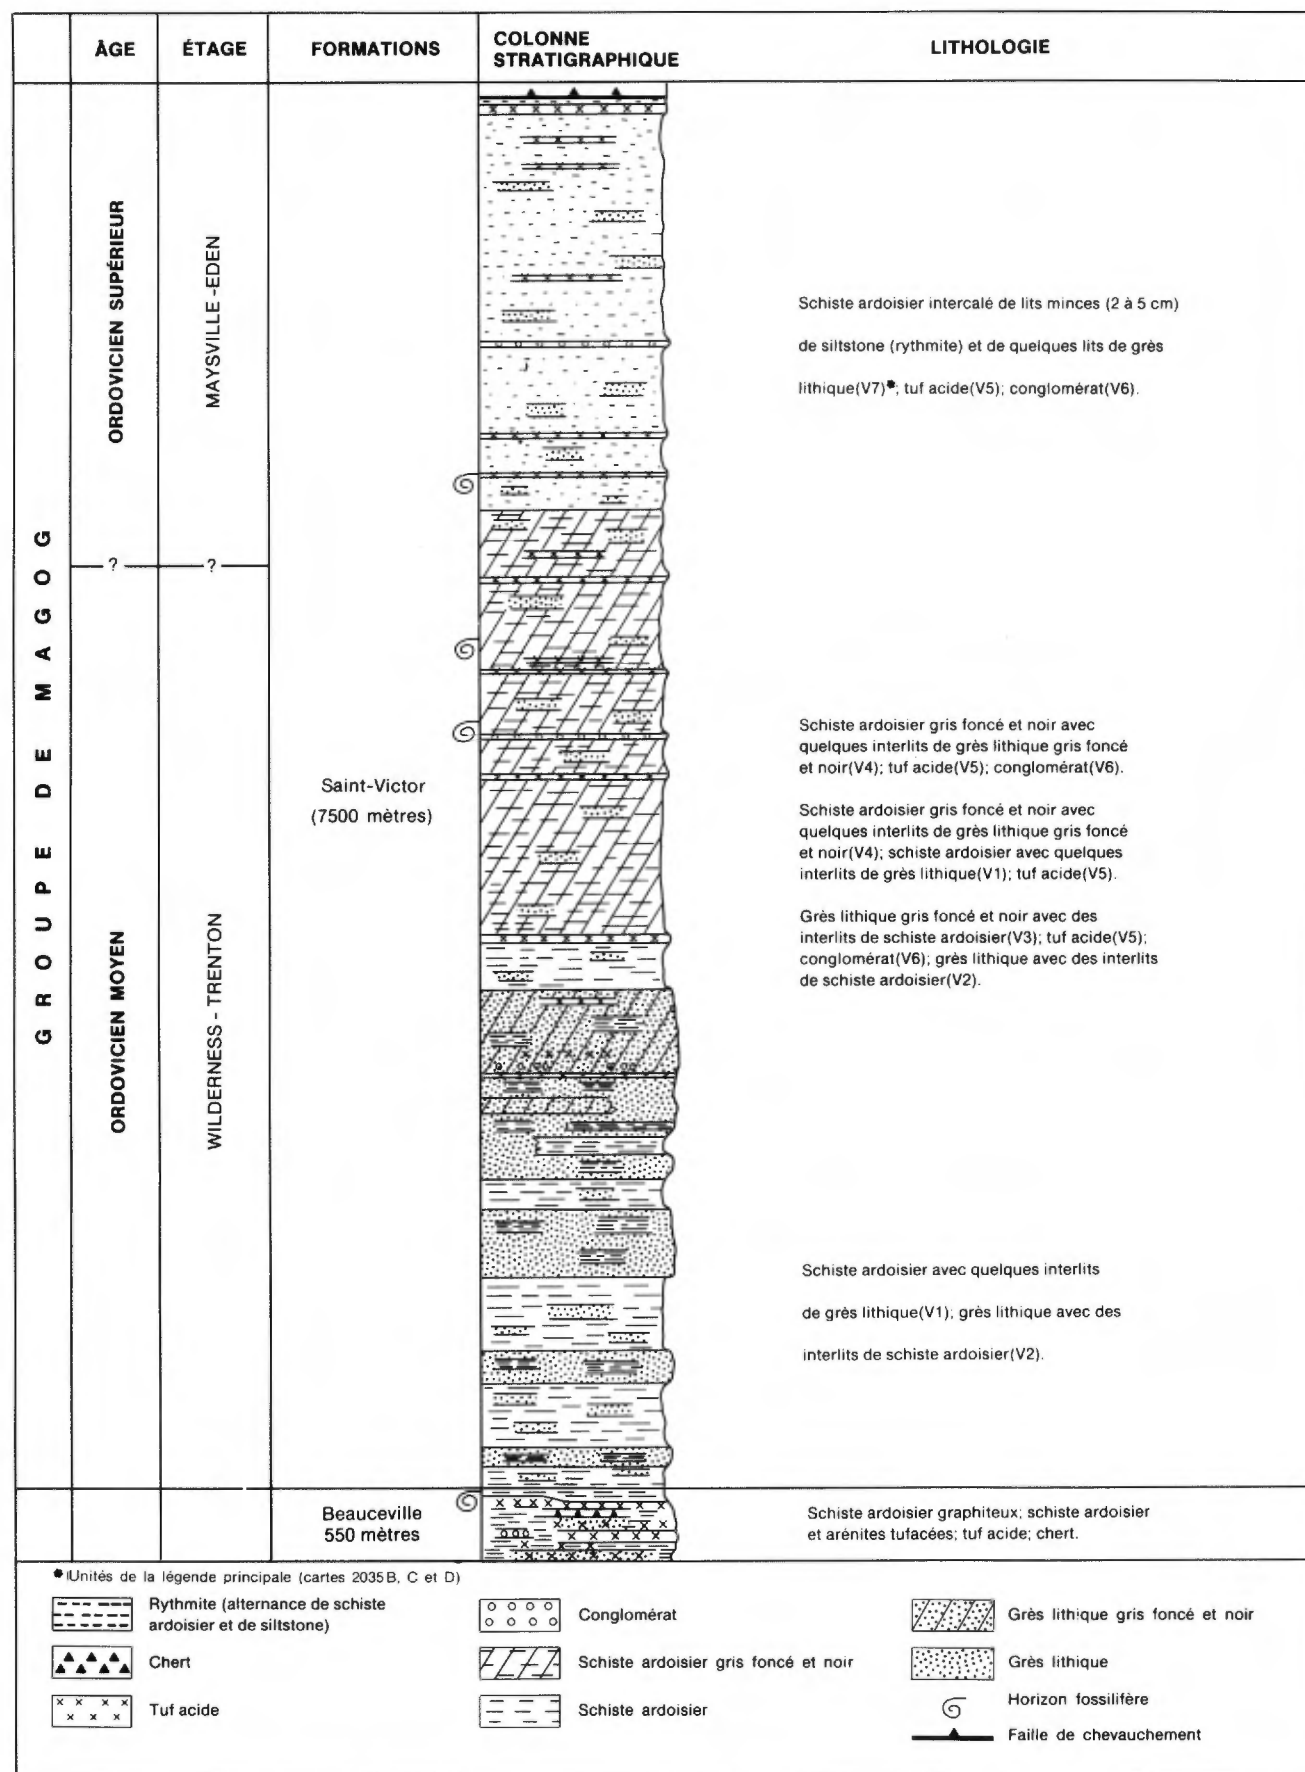 ÂGE
ÉTAGE
FORMATIONS
COLONNE
STRATIGRAPHIQUE
LITHOLOGIE
GROUPE DE MAGOG
ORDOVICIEN SUPÉRIEUR
MAYSVILLE - EDEN
Schiste ardoisier intercalé de lits minces (2 à 5 cm)
de siltstone (rythmite) et de quelques lits de grès
lithique(V7)*; tuf acide(V5); conglomérat(V6).
?
?
ORDOVICIEN MOYEN
WILDERNESS - TRENTON
Saint-Victor
(7500 mètres)
Schiste ardoisier gris foncé et noir avec
quelques interlits de grès lithique gris foncé
et noir(V4); tuf acide(V5); conglomérat(V6).
Schiste ardoisier gris foncé et noir avec
quelques interlits de grès lithique gris foncé
et noir(V4); schiste ardoisier avec quelques
interlits de grès lithique(V1); tuf acide(V5).
Grès lithique gris foncé et noir avec des
interlits de schiste ardoisier(V3); tuf acide(V5);
conglomérat(V6); grès lithique avec des interlits
de schiste ardoisier(V2).
Schiste ardoisier avec quelques interlits
de grès lithique(V1); grès lithique avec des
interlits de schiste ardoisier(V2).
Beauceville
550 mètres
Schiste ardoisier graphiteux; schiste ardoisier
et arénites tufacées; tuf acide; chert.
* Unités de la légende principale (cartes 2035 B, C et D)
Rythmite (alternance de schiste
ardoisier et de siltstone)
Chert
Tuf acide
Conglomérat
Schiste ardoisier gris foncé et noir
Schiste ardoisier
Grès lithique gris foncé et noir
Grès lithique
Horizon fossilifère
Faille de chevauchement